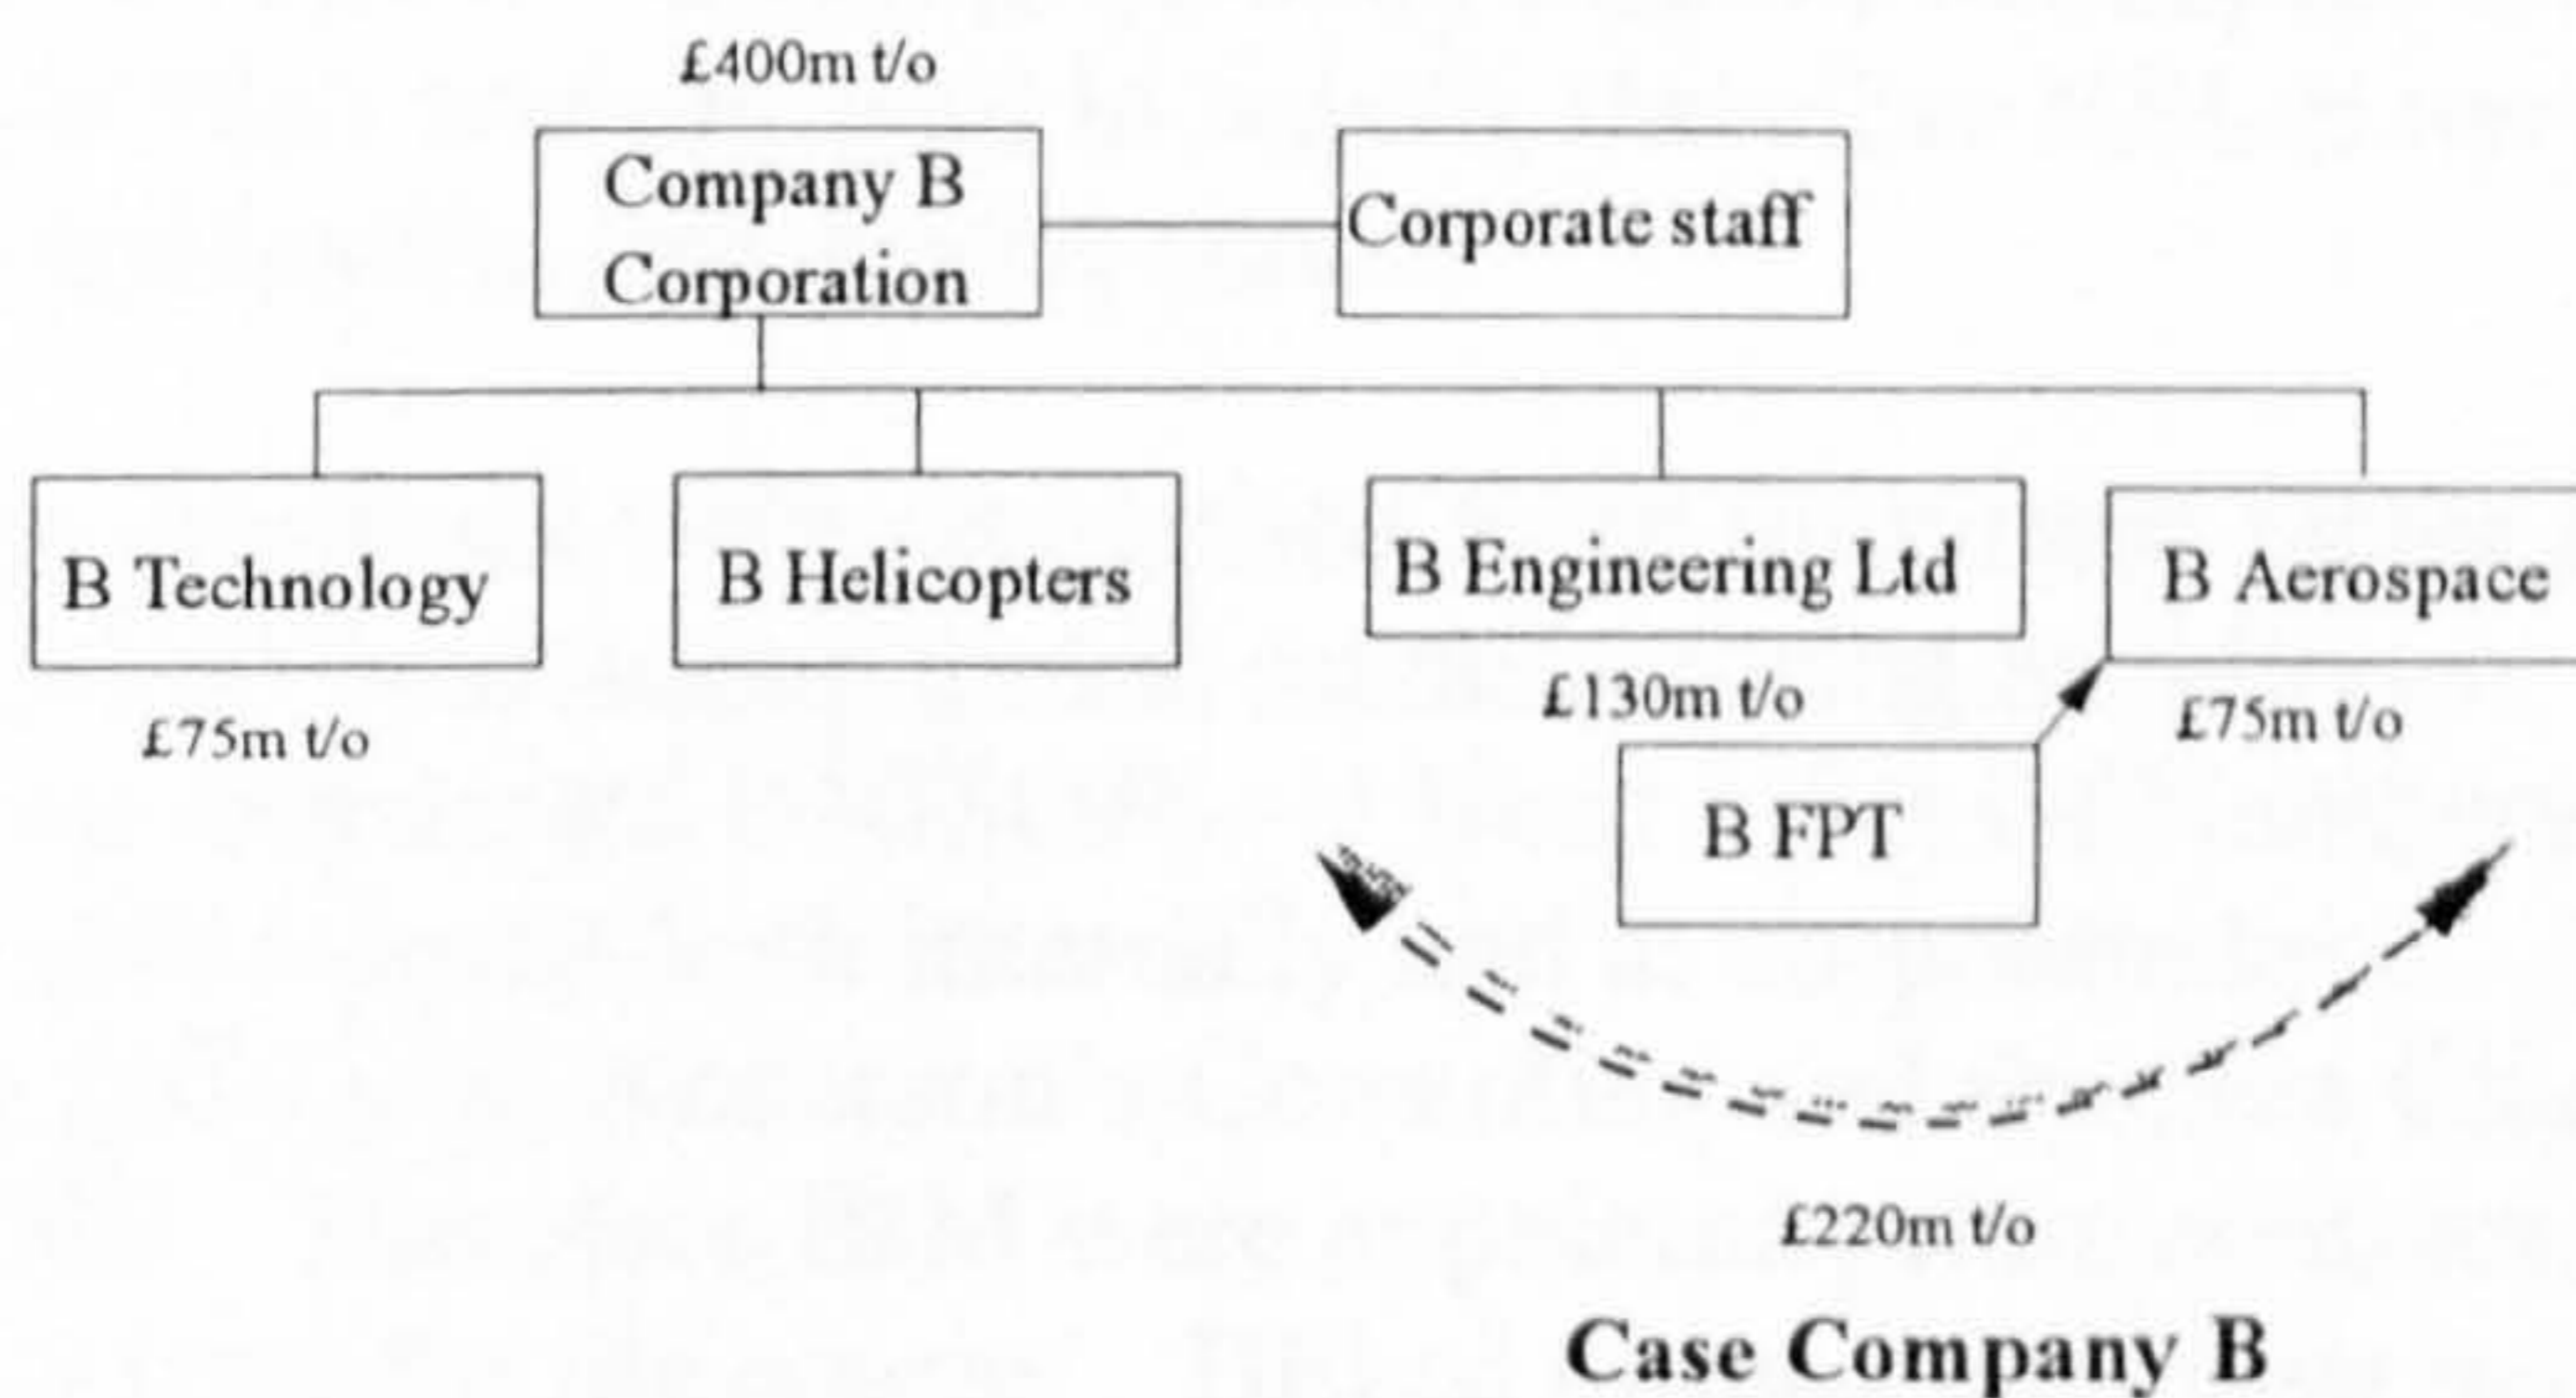 £400m t/o
Company B
Corporation
Corporate staff
B Technology
B Helicopters
B Engineering Ltd
B Aerospace
£75m t/o
£130m t/o
£75m t/o
B FPT
£220m t/o
Case Company B